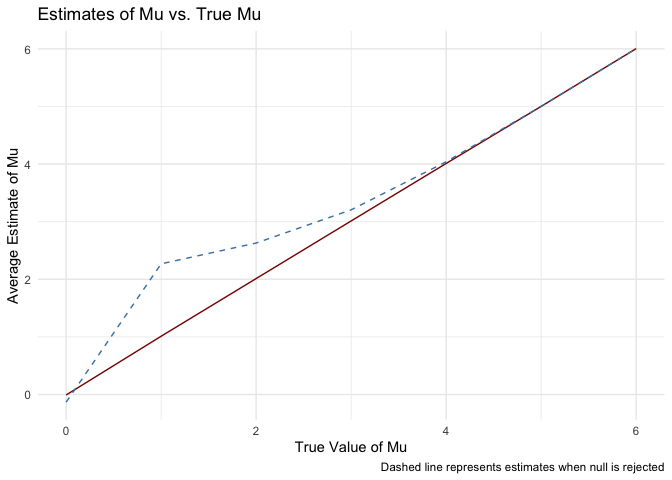 Estimates of Mu vs. True Mu
Average Estimate of Mu
6
4
2
0
0 2 4 6
True Value of Mu
Dashed line represents estimates when null is rejected